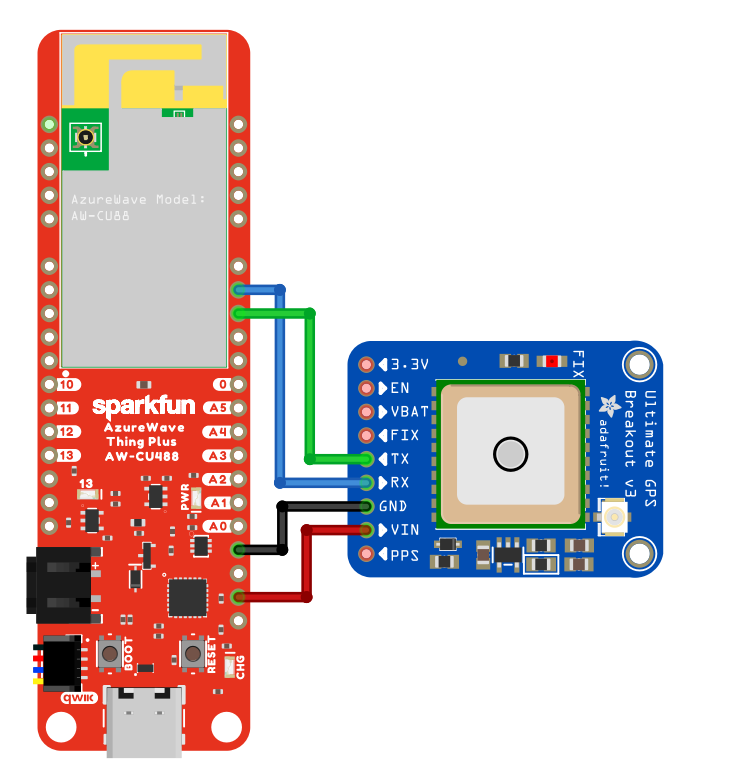 AzureWave Model:
AW-CU88
10
11
12
13
0
A5
A4
A3
A2
A1
A0
sparkfun
AzureWave
Thing Plus
AW-CU488
13
PWR
+
BOOT
RESET
CHG
qwiic
3.3V
EN
VBAT
FIX
TX
RX
GND
VIN
PPS
FIX
adafruit!
Ultimate GPS
Breakout v3